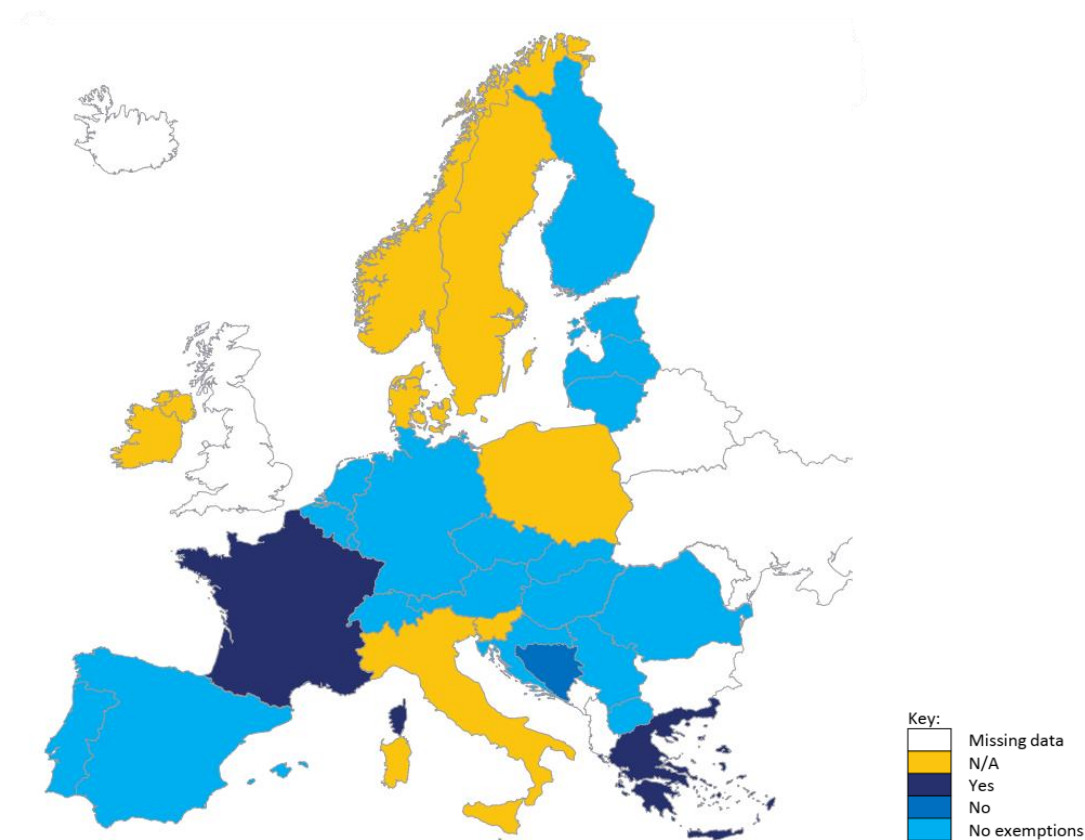 Key:
Missing data
N/A
Yes
No
No exemptions